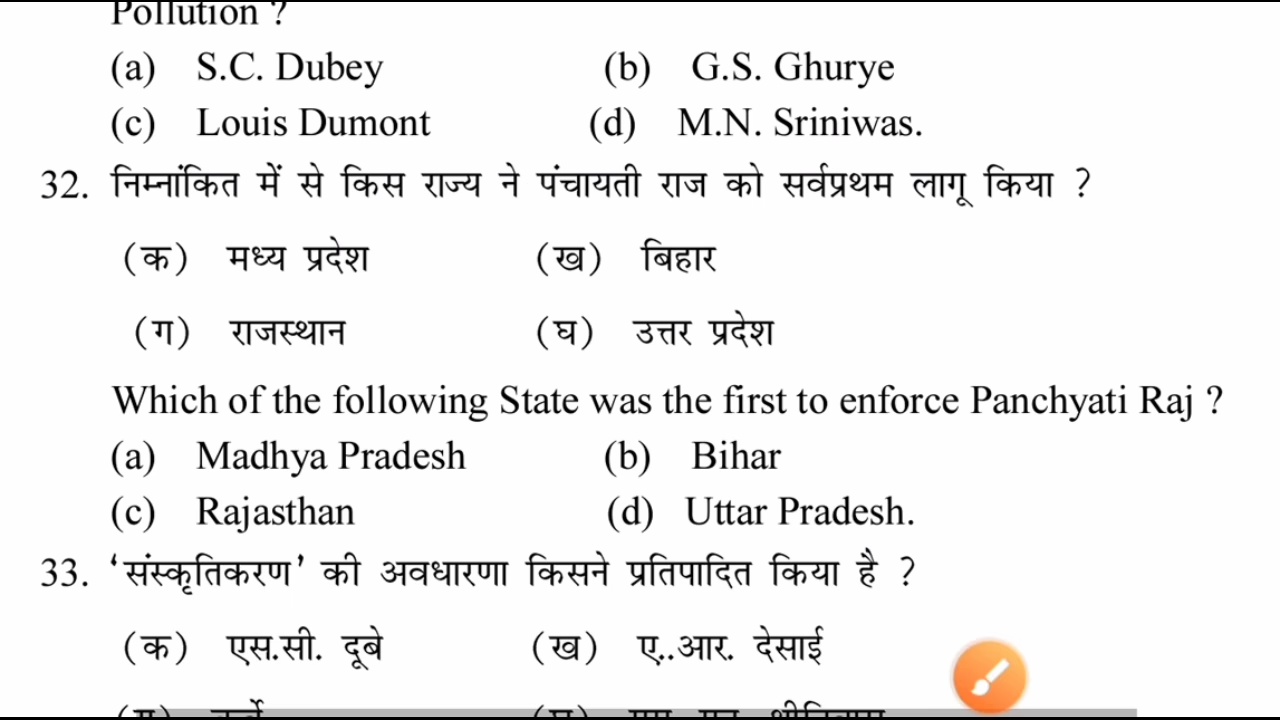 Pollution ?
(a) S.C. Dubey (b) G.S. Ghurye
(c) Louis Dumont (d) M.N. Sriniwas.
32. निम्नांकित में से किस राज्य ने पंचायती राज को सर्वप्रथम लागू किया ?
(क) मध्य प्रदेश (ख) बिहार
(ग) राजस्थान (घ) उत्तर प्रदेश
Which of the following State was the first to enforce Panchyati Raj ?
(a) Madhya Pradesh (b) Bihar
(c) Rajasthan (d) Uttar Pradesh.
33. ‘संस्कृतिकरण’ की अवधारणा किसने प्रतिपादित किया है ?
(क) एस.सी. दूबे (ख) ए..आर. देसाई